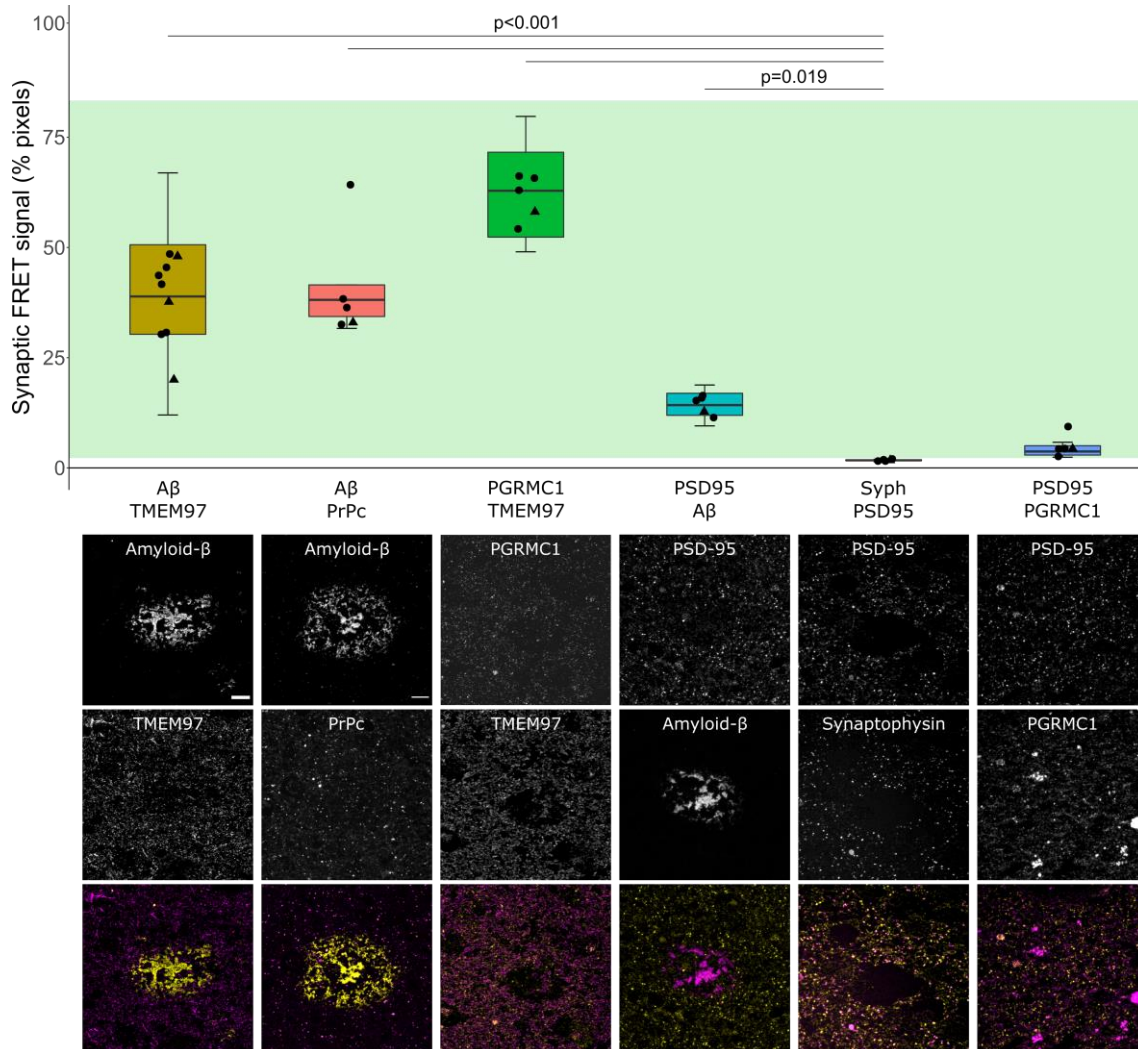 100
p<0.001
p=0.019
75
50
25
0
Synaptic FRET signal (% pixels)
Aβ Aβ PGRMC1 PSD95 Syph PSD95
TMEM97 PrPc TMEM97 Aβ PSD95 PGRMC1
Amyloid-β Amyloid-β PGRMC1 PSD-95 PSD-95 PSD-95
TMEM97 PrPc TMEM97 Amyloid-β Synaptophysin PGRMC1